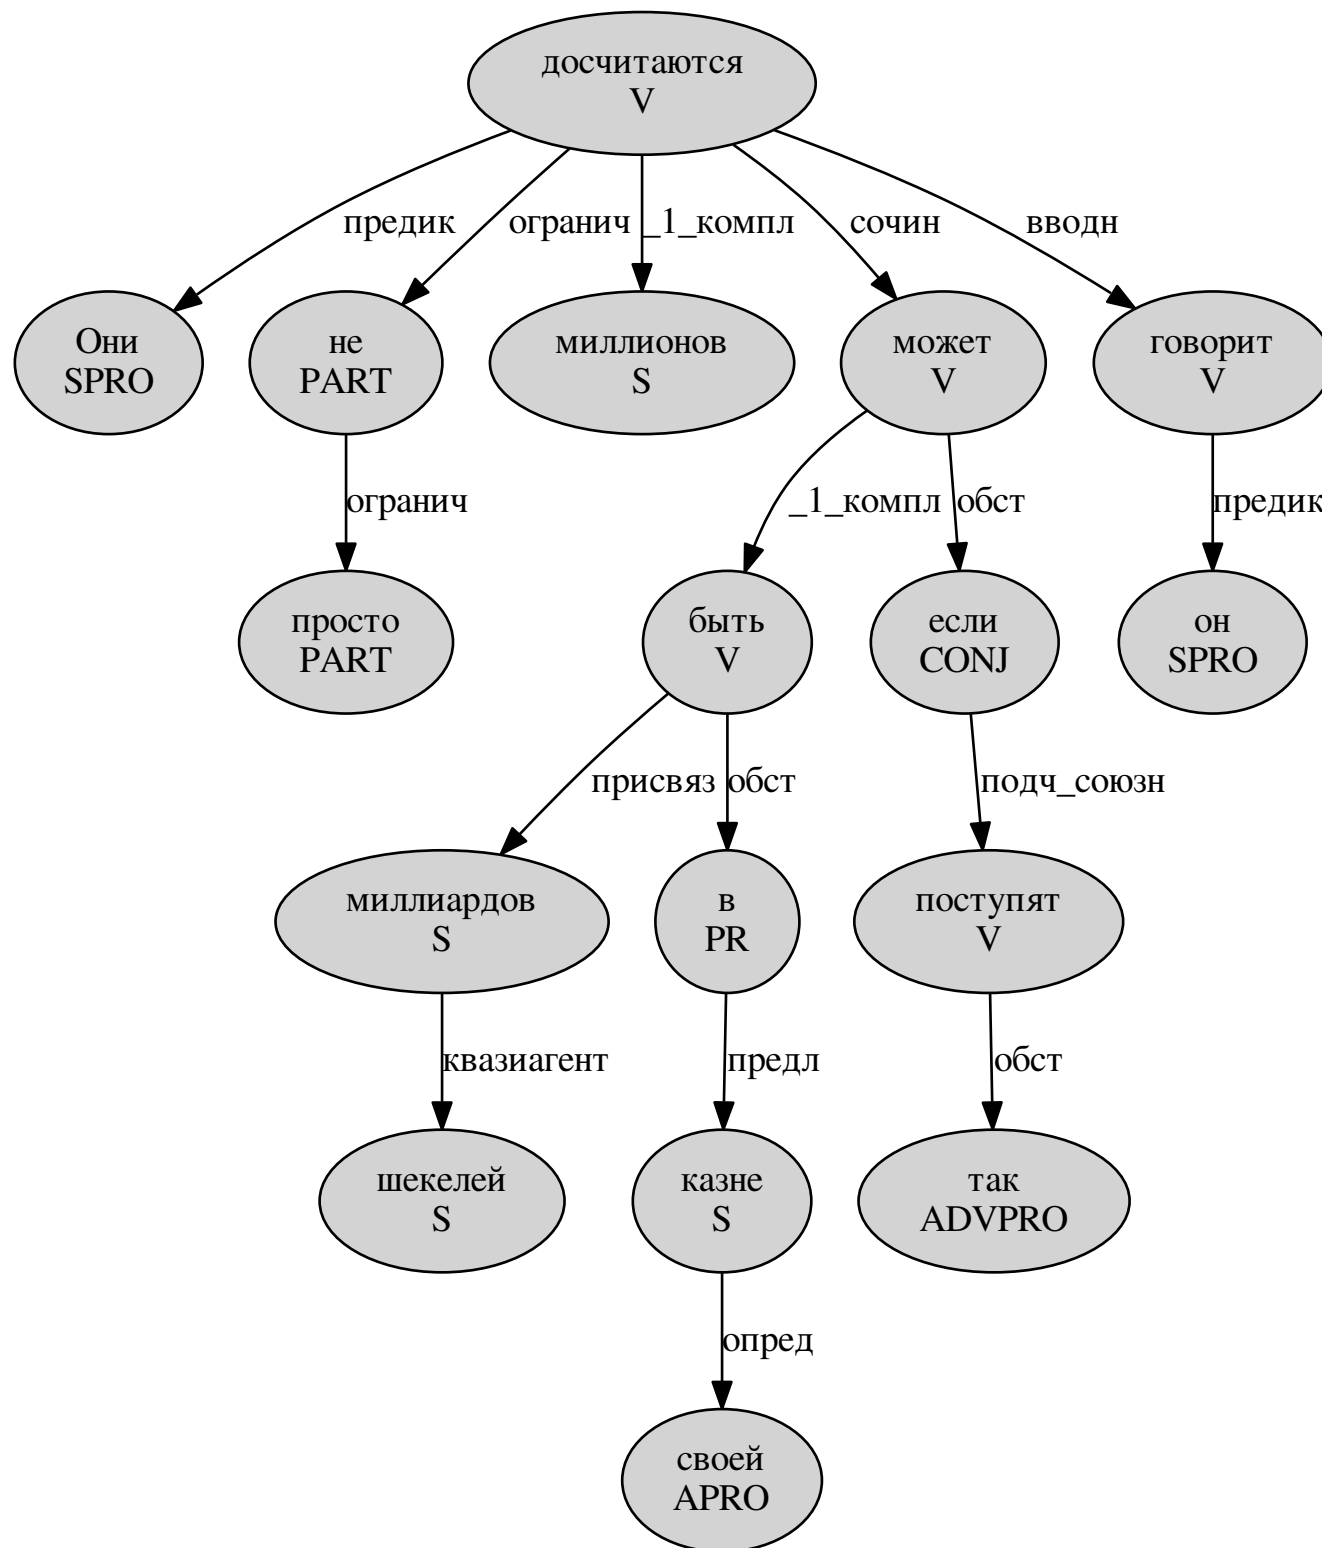 досчитаются
V
предик
огранич
_1_компл
сочин
вводн
Они
SPRO
не
PART
миллионов
S
может
V
говорит
V
огранич
_1_компл
обст
предик
просто
PART
быть
V
если
CONJ
он
SPRO
присвяз
обст
подч_союзн
миллиардов
S
в
PR
поступят
V
квазиагент
предл
обст
шекелей
S
казне
S
так
ADVPRO
опред
своей
APRO